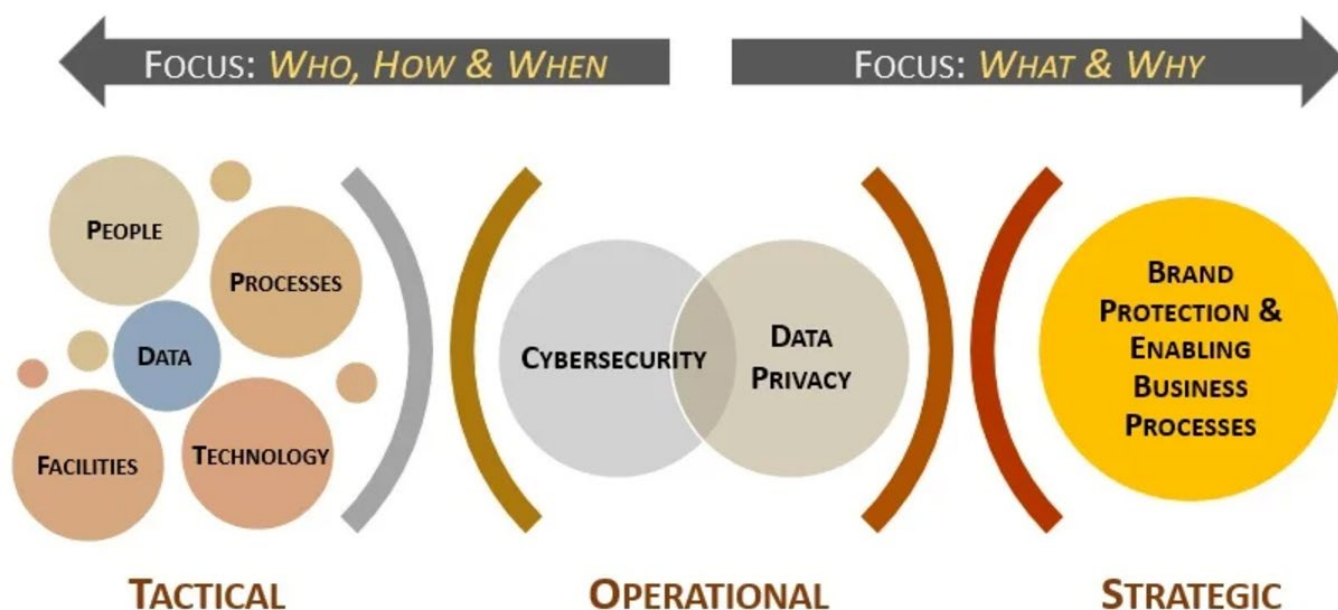 FOCUS: WHO, HOW & WHEN
FOCUS: WHAT & WHY
PEOPLE
PROCESSES
DATA
FACILITIES
TECHNOLOGY
CYBERSECURITY
DATA
PRIVACY
BRAND
PROTECTION &
ENABLING
BUSINESS
PROCESSES
TACTICAL
OPERATIONAL
STRATEGIC